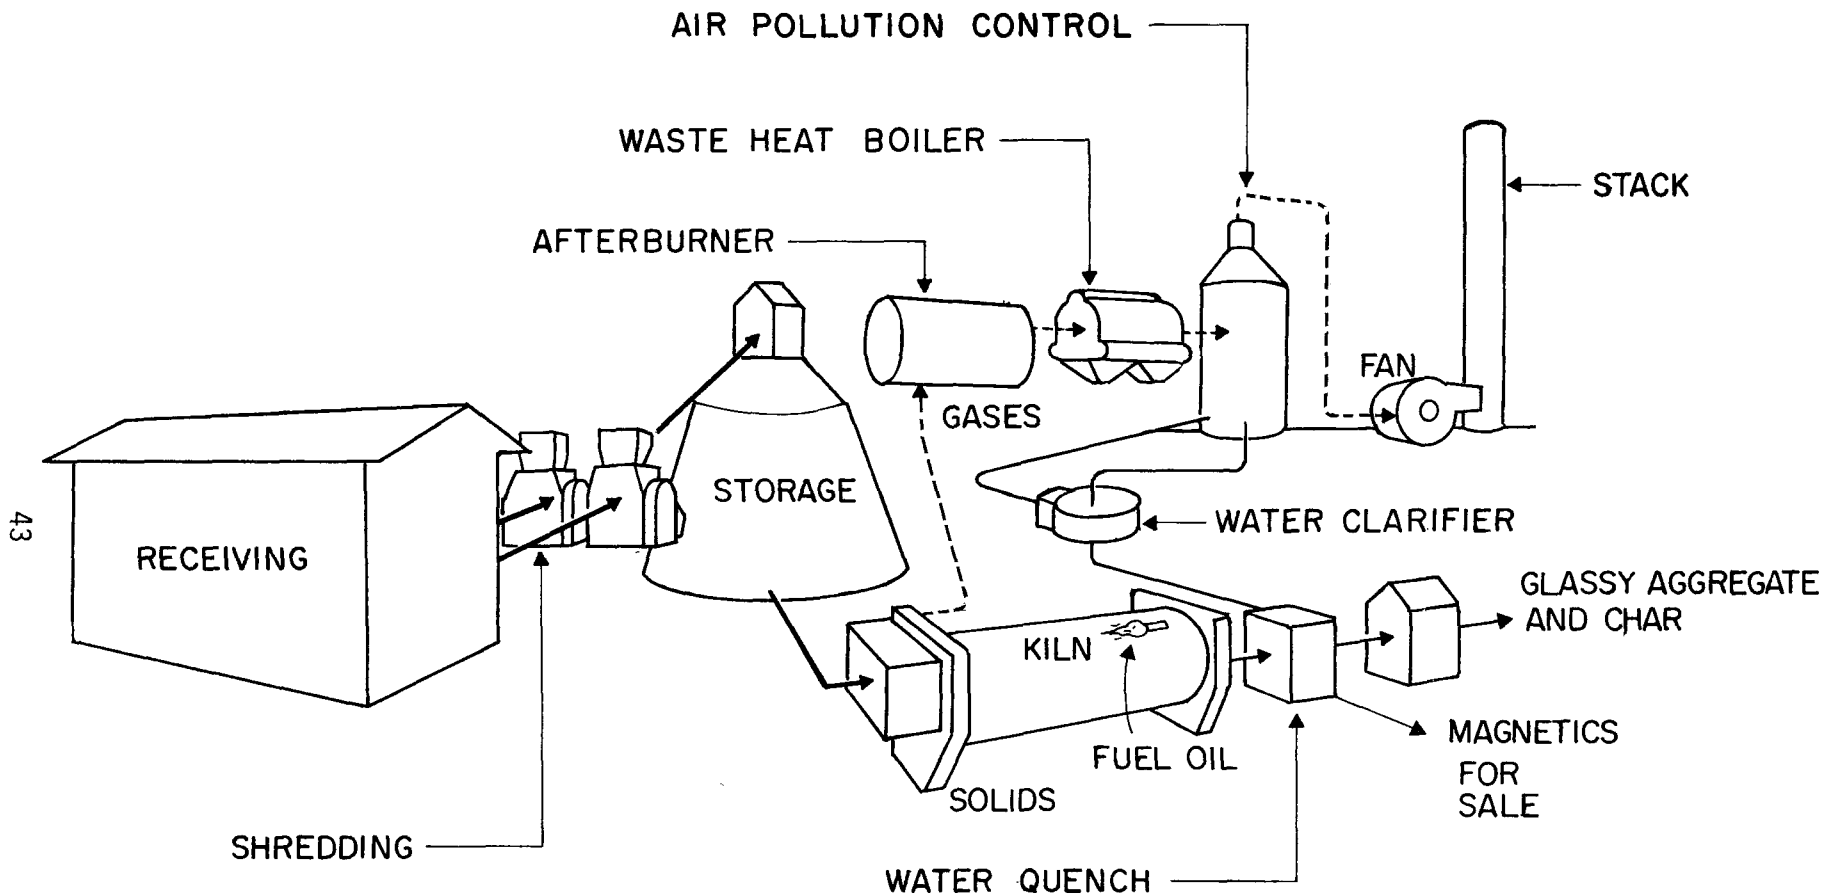 AIR POLLUTION CONTROL
WASTE HEAT BOILER
STACK
AFTERBURNER
FAN
GASES
STORAGE
WATER CLARIFIER
43
RECEIVING
GLASSY AGGREGATE
AND CHAR
KILN
MAGNETICS
FOR
SALE
FUEL OIL
SOLIDS
SHREDDING
WATER QUENCH